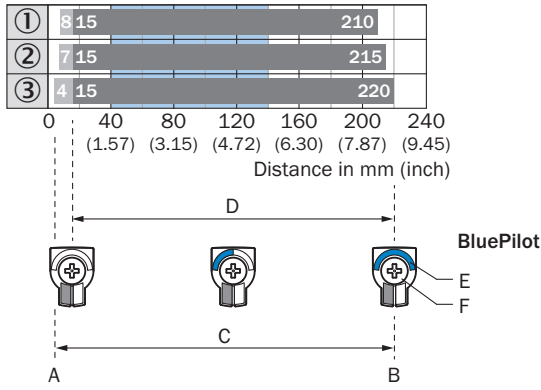 ① 8 15 210
② 7 15 215
③ 4 15 220
0 40 80 120 160 200 240
(1.57) (3.15) (4.72) (6.30) (7.87) (9.45)
Distance in mm (inch)
D
BluePilot
E
F
C
A B